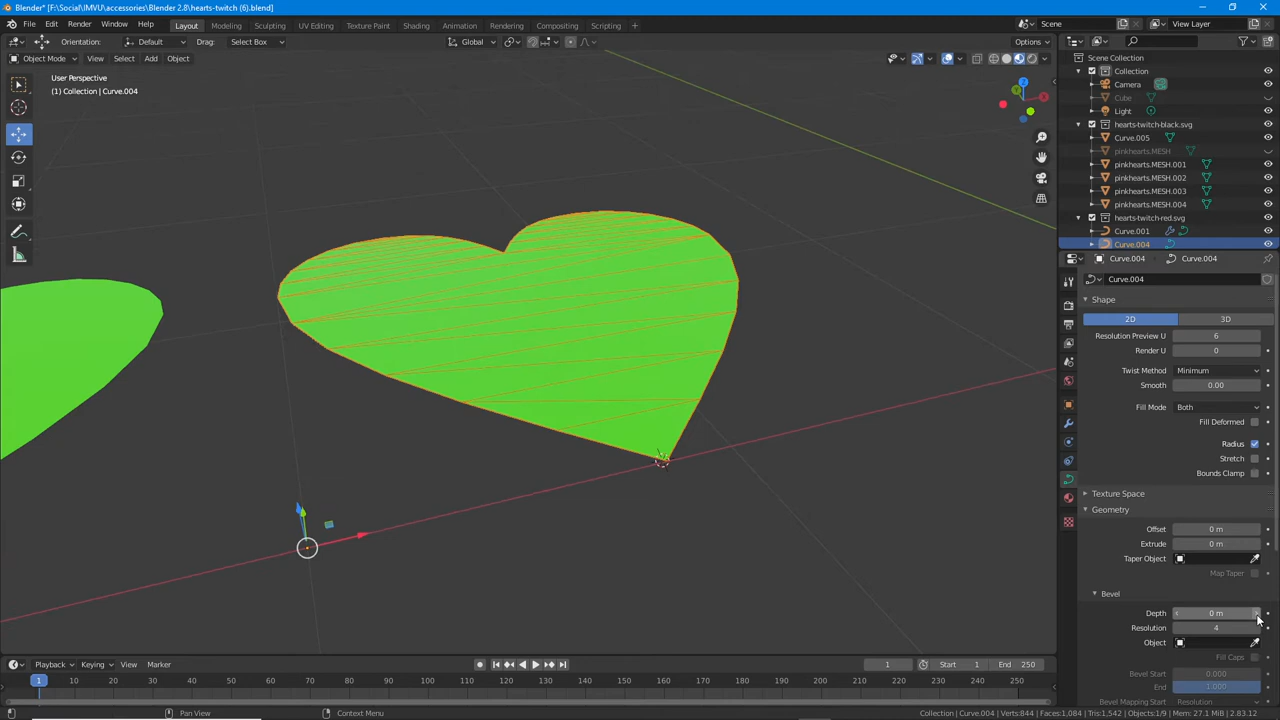 Blender* [F:\Social\IMVU\accessories\Blender 2.8\hearts-twitch (6).blend]
File Edit Render Window Help Layout Modeling Sculpting UV Editing Texture Paint Shading Animation Rendering Compositing Scripting + Scene View Layer
Orientation: Default Drag: Select Box Global Options
Object Mode View Select Add Object
User Perspective
(1) Collection | Curve.004
X
Y
Z
Scene Collection
Collection
Camera
Cube
Light
hearts-twitch-black.svg
Curve.005
pinkhearts.MESH
pinkhearts.MESH.001
pinkhearts.MESH.002
pinkhearts.MESH.003
pinkhearts.MESH.004
hearts-twitch-red.svg
Curve.001
Curve.004
Curve.004 Curve.004
Curve.004
Shape
2D 3D
Resolution Preview U 6
Render U 0
Twist Method Minimum
Smooth 0.00
Fill Mode Both
Fill Deformed
Radius
Stretch
Bounds Clamp
Texture Space
Geometry
Offset 0 m
Extrude 0 m
Taper Object
Map Taper
Bevel
Depth 0 m
Resolution 4
Object
Fill Caps
Bevel Start 0.000
End 1.000
Bevel Mapping Start Resolution
Playback Keying View Marker 1 Start 1 End 250
1 10 20 30 40 50 60 70 80 90 100 110 120 130 140 150 160 170 180 190 200 210 220 230 240 250
Pan View Context Menu Collection | Curve.004 | Verts:844 | Faces:1,084 | Tris:1,542 | Objects:1/9 | Mem: 27.1 MiB | 2.83.12